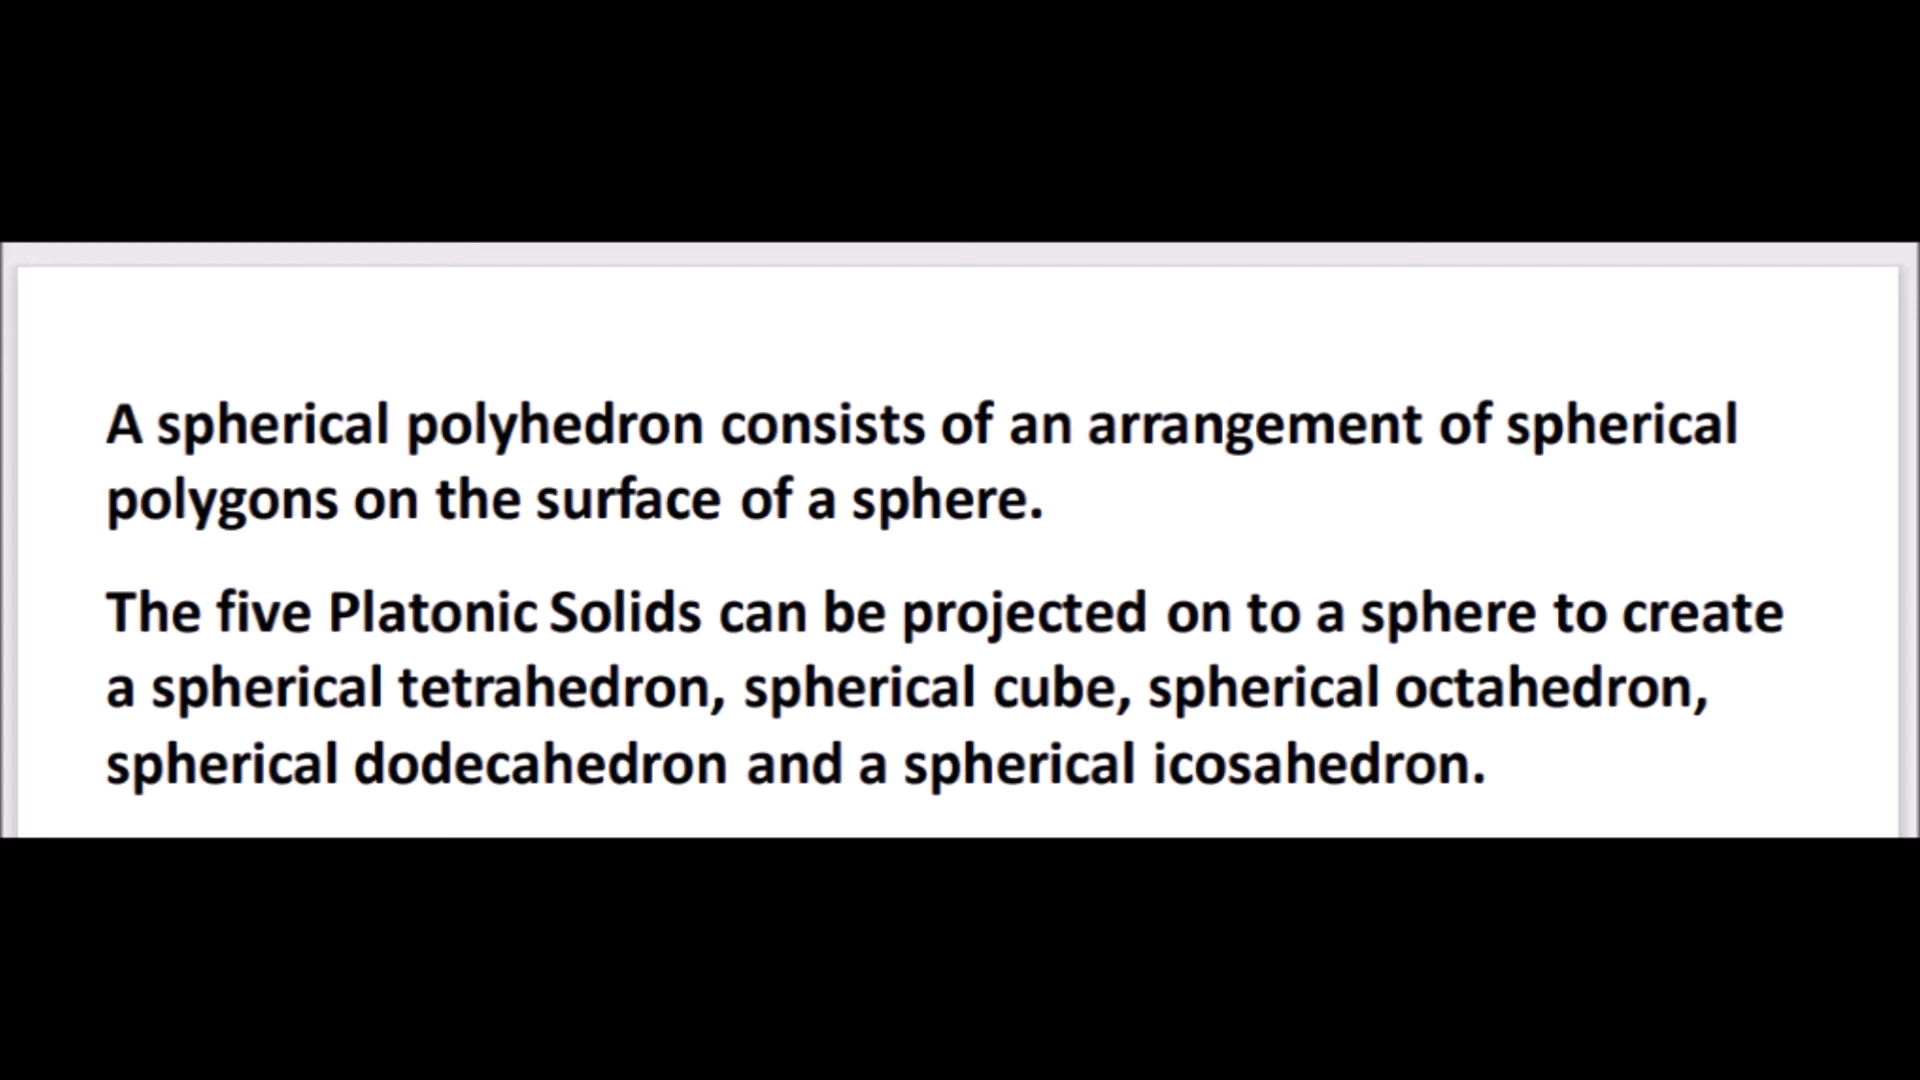 A spherical polyhedron consists of an arrangement of spherical
polygons on the surface of a sphere.
The five Platonic Solids can be projected on to a sphere to create
a spherical tetrahedron, spherical cube, spherical octahedron,
spherical dodecahedron and a spherical icosahedron.